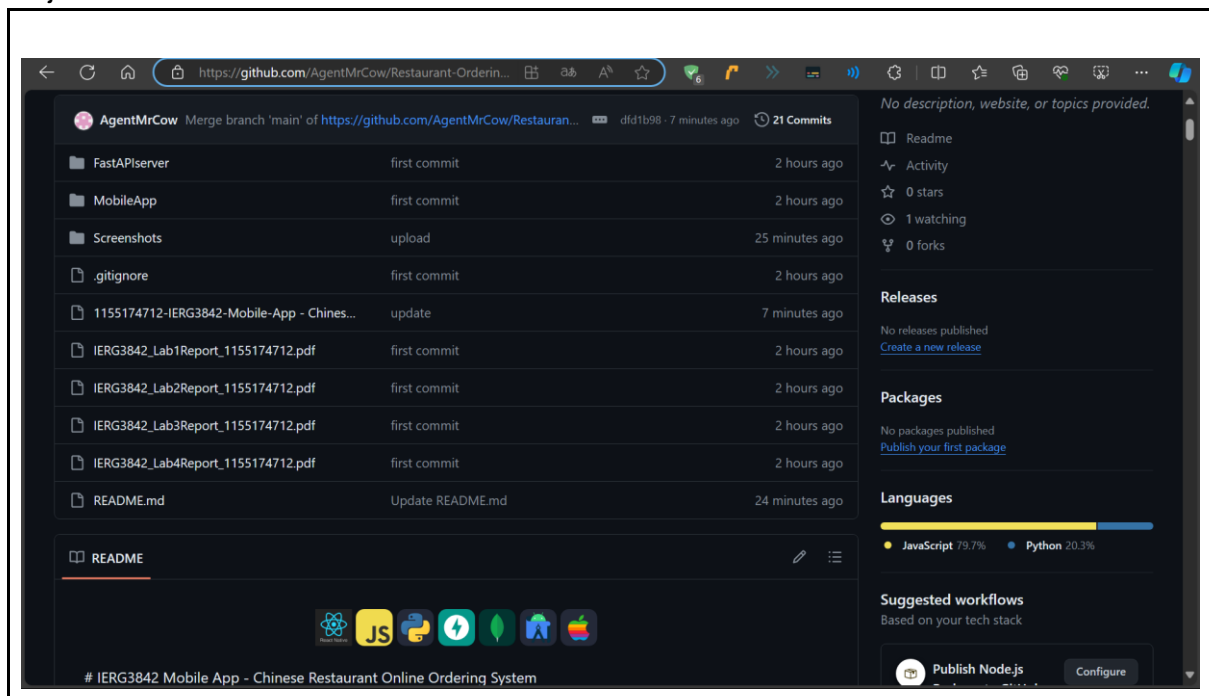 https://github.com/AgentMrCow/Restaurant-Orderin...
6
AgentMrCow Merge branch 'main' of https://github.com/AgentMrCow/Restauran... dfd1b98 · 7 minutes ago 21 Commits
FastAPIserver first commit 2 hours ago
MobileApp first commit 2 hours ago
Screenshots upload 25 minutes ago
.gitignore first commit 2 hours ago
1155174712-IERG3842-Mobile-App - Chines... update 7 minutes ago
IERG3842_Lab1Report_1155174712.pdf first commit 2 hours ago
IERG3842_Lab2Report_1155174712.pdf first commit 2 hours ago
IERG3842_Lab3Report_1155174712.pdf first commit 2 hours ago
IERG3842_Lab4Report_1155174712.pdf first commit 2 hours ago
README.md Update README.md 24 minutes ago
README
React Native
JS
# IERG3842 Mobile App - Chinese Restaurant Online Ordering System
No description, website, or topics provided.
Readme
Activity
0 stars
1 watching
0 forks
Releases
No releases published
Create a new release
Packages
No packages published
Publish your first package
Languages
JavaScript 79.7% Python 20.3%
Suggested workflows
Based on your tech stack
Publish Node.js
Configure